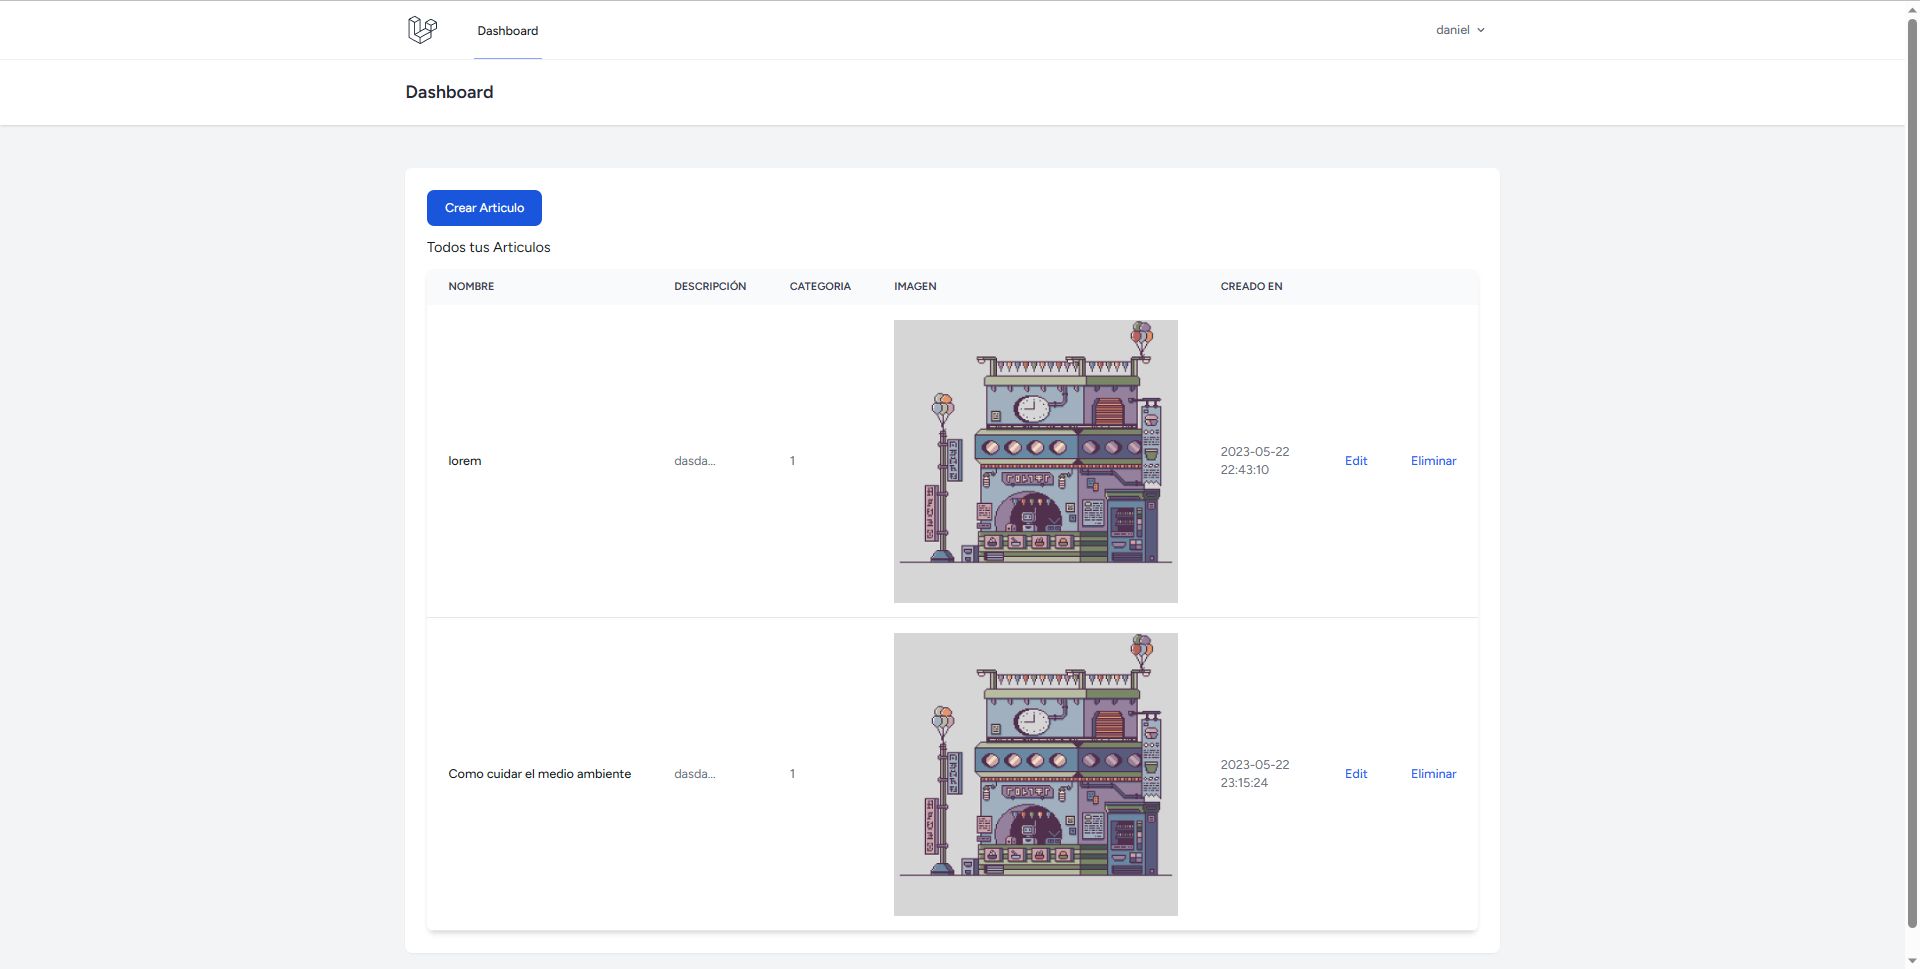 Dashboard
daniel
Dashboard
Crear Articulo
Todos tus Articulos
NOMBRE DESCRIPCIÓN CATEGORIA IMAGEN CREADO EN
lorem dasda... 1 2023-05-22 Edit Eliminar
22:43:10
Como cuidar el medio ambiente dasda... 1 2023-05-22 Edit Eliminar
23:15:24